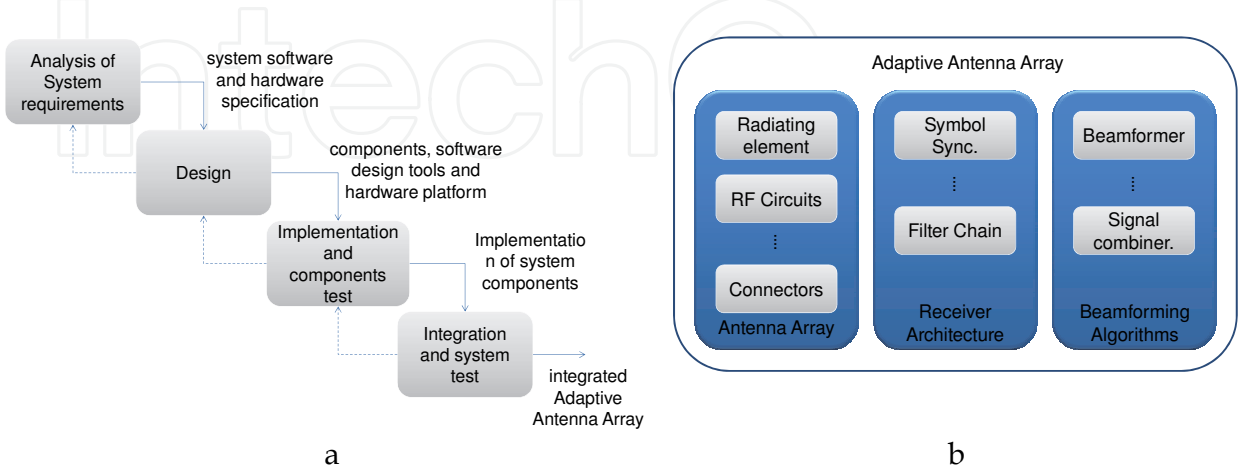 IntechO
Analysis of
System
requirements
system software
and hardware
specification
Design
components, software
design tools and
hardware platform
Implementation
and
components
test
Implementatio
n of system
components
Integration
and system
test
integrated
Adaptive
Antenna Array
a
Adaptive Antenna Array
Radiating
element
RF Circuits
Connectors
Antenna Array
Symbol
Sync.
Filter Chain
Receiver
Architecture
Beamformer
Signal
combiner.
Beamforming
Algorithms
b